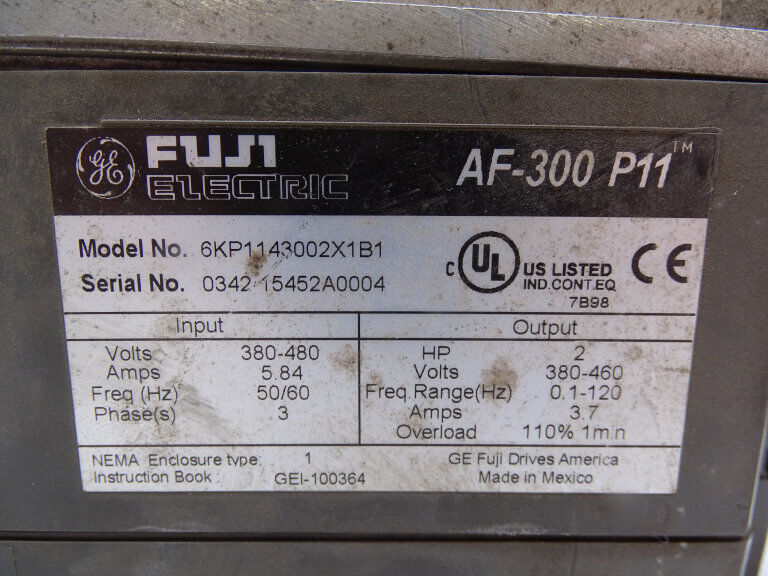 GE FUJI
ELECTRIC
AF-300 P11™
Model No. 6KP1143002X1B1
Serial No. 0342 15452A0004
C UL US LISTED CE
IND.CONT.EQ
7B98
Input Output
Volts 380-480 HP 2
Amps 5.84 Volts 380-460
Freq (Hz) 50/60 Freq.Range(Hz) 0.1-120
Phase(s) 3 Amps 3.7
Overload 110% 1min
NEMA Enclosure type: 1 GE Fuji Drives America
Instruction Book : GEI-100364 Made in Mexico